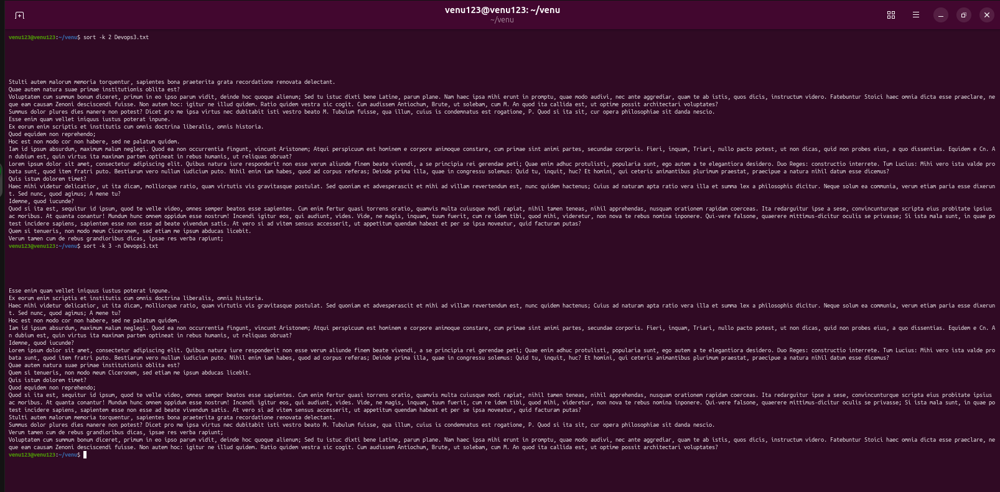 venu123@venu123: ~/venu
~/venu
venu123@venu123:~/venu$ sort -k 2 Devops3.txt
Stulti autem malorum memoria torquentur, sapientes bona praeterita grata recordatione renovata delectant.
Quae autem natura suae primae institutionis oblita est?
Voluptatem cum summum bonum diceret, primum in eo ipso parum vidit, deinde hoc quoque alienum; Sed tu istuc dixti bene Latine, parum plane. Nam haec ipsa mihi erunt in promptu, quae modo audivi, nec ante aggrediar, quam te ab istis, quos dicis, instructum videro. Fatebuntur Stoici haec omnia dicta esse praeclare, ne
que eam causam Zenoni desciscendi fuisse. Non autem hoc: igitur ne illud quidem. Ratio quidem vestra sic cogit. Cum audissem Antiochum, Brute, ut solebam, cum M. An quod ita callida est, ut optime possit architectari voluptates?
Summus dolor plures dies manere non potest? Dicet pro me ipsa virtus nec dubitabit isti vestro beato M. Tubulum fuisse, qua illum, cuius is condemnatus est rogatione, P. Quod si ita sit, cur opera philosophiae sit danda nescio.
Esse enim quam vellet iniquus iustus poterat inpune.
Ex eorum enim scriptis et institutis cum omnis doctrina liberalis, omnis historia.
Quod equidem non reprehendo;
Hoc est non modo cor non habere, sed ne palatum quidem.
Iam id ipsum absurdum, maximum malum neglegi. Quod ea non occurrentia fingunt, vincunt Aristonem; Atqui perspicuum est hominem e corpore animoque constare, cum primae sint animi partes, secundae corporis. Fieri, inquam, Triari, nullo pacto potest, ut non dicas, quid non probes eius, a quo dissentias. Equidem e Cn. A
n dubium est, quin virtus ita maximam partem optineat in rebus humanis, ut reliquas obruat?
Lorem ipsum dolor sit amet, consectetur adipiscing elit. Quibus natura iure responderit non esse verum aliunde finem beate vivendi, a se principia rei gerendae peti; Quae enim adhuc protulisti, popularia sunt, ego autem a te elegantiora desidero. Duo Reges: constructio interrete. Tum Lucius: Mihi vero ista valde pro
bata sunt, quod item fratri puto. Bestiarum vero nullum iudicium puto. Nihil enim iam habes, quod ad corpus referas; Deinde prima illa, quae in congressu solemus: Quid tu, inquit, huc? Et homini, qui ceteris animantibus plurimum praestat, praecipue a natura nihil datum esse dicemus?
Quis istum dolorem timet?
Haec mihi videtur delicatior, ut ita dicam, molliorque ratio, quam virtutis vis gravitasque postulat. Sed quoniam et advesperascit et mihi ad villam revertendum est, nunc quidem hactenus; Cuius ad naturam apta ratio vera illa et summa lex a philosophis dicitur. Neque solum ea communia, verum etiam paria esse dixerun
t. Sed nunc, quod agimus; A mene tu?
Idemne, quod iucunde?
Quod si ita est, sequitur id ipsum, quod te velle video, omnes semper beatos esse sapientes. Cum enim fertur quasi torrens oratio, quamvis multa cuiusque modi rapiat, nihil tamen teneas, nihil apprehendas, nusquam orationem rapidam coerceas. Ita redarguitur ipse a sese, convincunturque scripta eius probitate ipsius
ac moribus. At quanta conantur! Mundum hunc omnem oppidum esse nostrum! Incendi igitur eos, qui audiunt, vides. Vide, ne magis, inquam, tuum fuerit, cum re idem tibi, quod mihi, videretur, non nova te rebus nomina inponere. Qui-vere falsone, quaerere mittimus-dicitur oculis se privasse; Si ista mala sunt, in quae po
test incidere sapiens, sapientem esse non esse ad beate vivendum satis. At vero si ad vitem sensus accesserit, ut appetitum quendam habeat et per se ipsa moveatur, quid facturam putas?
Quem si tenueris, non modo meum Ciceronem, sed etiam me ipsum abducas licebit.
Verum tamen cum de rebus grandioribus dicas, ipsae res verba rapiunt;
venu123@venu123:~/venu$ sort -k 3 -n Devops3.txt
Esse enim quam vellet iniquus iustus poterat inpune.
Ex eorum enim scriptis et institutis cum omnis doctrina liberalis, omnis historia.
Haec mihi videtur delicatior, ut ita dicam, molliorque ratio, quam virtutis vis gravitasque postulat. Sed quoniam et advesperascit et mihi ad villam revertendum est, nunc quidem hactenus; Cuius ad naturam apta ratio vera illa et summa lex a philosophis dicitur. Neque solum ea communia, verum etiam paria esse dixerun
t. Sed nunc, quod agimus; A mene tu?
Hoc est non modo cor non habere, sed ne palatum quidem.
Iam id ipsum absurdum, maximum malum neglegi. Quod ea non occurrentia fingunt, vincunt Aristonem; Atqui perspicuum est hominem e corpore animoque constare, cum primae sint animi partes, secundae corporis. Fieri, inquam, Triari, nullo pacto potest, ut non dicas, quid non probes eius, a quo dissentias. Equidem e Cn. A
n dubium est, quin virtus ita maximam partem optineat in rebus humanis, ut reliquas obruat?
Idemne, quod iucunde?
Lorem ipsum dolor sit amet, consectetur adipiscing elit. Quibus natura iure responderit non esse verum aliunde finem beate vivendi, a se principia rei gerendae peti; Quae enim adhuc protulisti, popularia sunt, ego autem a te elegantiora desidero. Duo Reges: constructio interrete. Tum Lucius: Mihi vero ista valde pro
bata sunt, quod item fratri puto. Bestiarum vero nullum iudicium puto. Nihil enim iam habes, quod ad corpus referas; Deinde prima illa, quae in congressu solemus: Quid tu, inquit, huc? Et homini, qui ceteris animantibus plurimum praestat, praecipue a natura nihil datum esse dicemus?
Quae autem natura suae primae institutionis oblita est?
Quem si tenueris, non modo meum Ciceronem, sed etiam me ipsum abducas licebit.
Quis istum dolorem timet?
Quod equidem non reprehendo;
Quod si ita est, sequitur id ipsum, quod te velle video, omnes semper beatos esse sapientes. Cum enim fertur quasi torrens oratio, quamvis multa cuiusque modi rapiat, nihil tamen teneas, nihil apprehendas, nusquam orationem rapidam coerceas. Ita redarguitur ipse a sese, convincunturque scripta eius probitate ipsius
ac moribus. At quanta conantur! Mundum hunc omnem oppidum esse nostrum! Incendi igitur eos, qui audiunt, vides. Vide, ne magis, inquam, tuum fuerit, cum re idem tibi, quod mihi, videretur, non nova te rebus nomina inponere. Qui-vere falsone, quaerere mittimus-dicitur oculis se privasse; Si ista mala sunt, in quae po
test incidere sapiens, sapientem esse non esse ad beate vivendum satis. At vero si ad vitem sensus accesserit, ut appetitum quendam habeat et per se ipsa moveatur, quid facturam putas?
Stulti autem malorum memoria torquentur, sapientes bona praeterita grata recordatione renovata delectant.
Summus dolor plures dies manere non potest? Dicet pro me ipsa virtus nec dubitabit isti vestro beato M. Tubulum fuisse, qua illum, cuius is condemnatus est rogatione, P. Quod si ita sit, cur opera philosophiae sit danda nescio.
Verum tamen cum de rebus grandioribus dicas, ipsae res verba rapiunt;
Voluptatem cum summum bonum diceret, primum in eo ipso parum vidit, deinde hoc quoque alienum; Sed tu istuc dixti bene Latine, parum plane. Nam haec ipsa mihi erunt in promptu, quae modo audivi, nec ante aggrediar, quam te ab istis, quos dicis, instructum videro. Fatebuntur Stoici haec omnia dicta esse praeclare, ne
que eam causam Zenoni desciscendi fuisse. Non autem hoc: igitur ne illud quidem. Ratio quidem vestra sic cogit. Cum audissem Antiochum, Brute, ut solebam, cum M. An quod ita callida est, ut optime possit architectari voluptates?
venu123@venu123:~/venu$